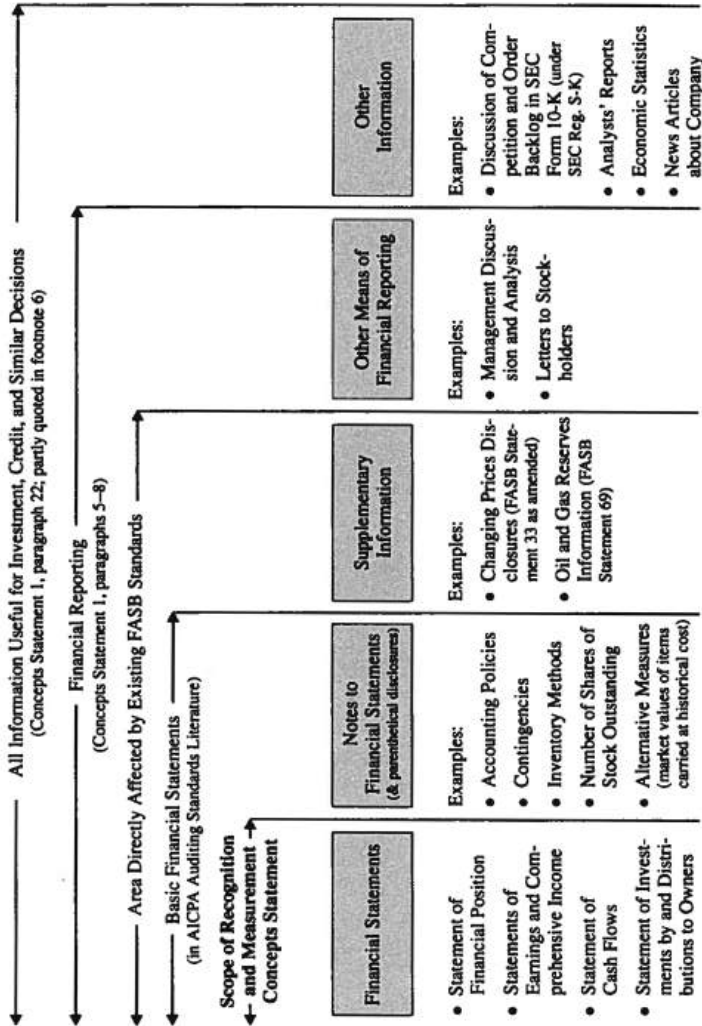 All Information Useful for Investment, Credit, and Similar Decisions
(Concepts Statement 1, paragraph 22; partly quoted in footnote 6)
Financial Reporting
(Concepts Statement 1, paragraphs 5–8)
Area Directly Affected by Existing FASB Standards
Basic Financial Statements
(in AICPA Auditing Standards Literature)
Scope of Recognition
and Measurement
Concepts Statement
Financial Statements
• Statement of
Financial Position
• Statements of
Earnings and Com-
prehensive Income
• Statement of
Cash Flows
• Statement of Invest-
ments by and Distri-
butions to Owners
Notes to
Financial Statements
(& parenthetical disclosures)
Examples:
• Accounting Policies
• Contingencies
• Inventory Methods
• Number of Shares of
Stock Outstanding
• Alternative Measures
(market values of items
carried at historical cost)
Supplementary
Information
Examples:
• Changing Prices Dis-
closures (FASB State-
ment 33 as amended)
• Oil and Gas Reserves
Information (FASB
Statement 69)
Other Means of
Financial Reporting
Examples:
• Management Discus-
sion and Analysis
• Letters to Stock-
holders
Other
Information
Examples:
• Discussion of Com-
petition and Order
Backlog in SEC
Form 10-K (under
SEC Reg. S-K)
• Analysts' Reports
• Economic Statistics
• News Articles
about Company